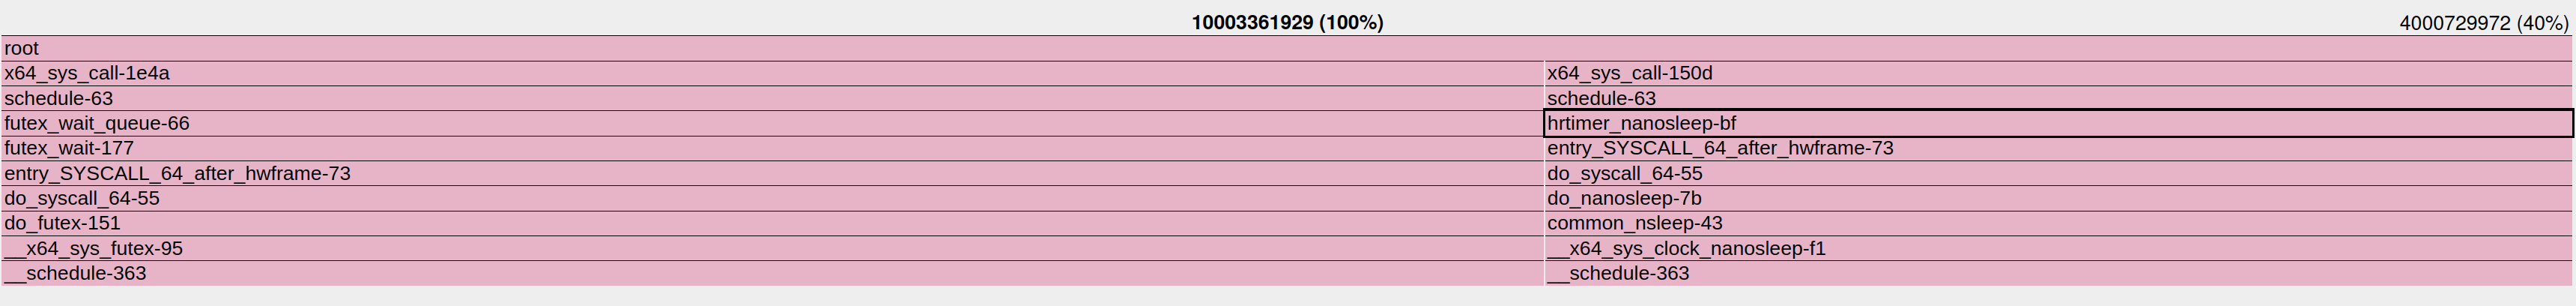 10003361929 (100%) 4000729972 (40%)
root
x64_sys_call-1e4a x64_sys_call-150d
schedule-63 schedule-63
futex_wait_queue-66 hrtimer_nanosleep-bf
futex_wait-177 entry_SYSCALL_64_after_hwframe-73
entry_SYSCALL_64_after_hwframe-73 do_syscall_64-55
do_syscall_64-55 do_nanosleep-7b
do_futex-151 common_nsleep-43
__x64_sys_futex-95 __x64_sys_clock_nanosleep-f1
__schedule-363 __schedule-363